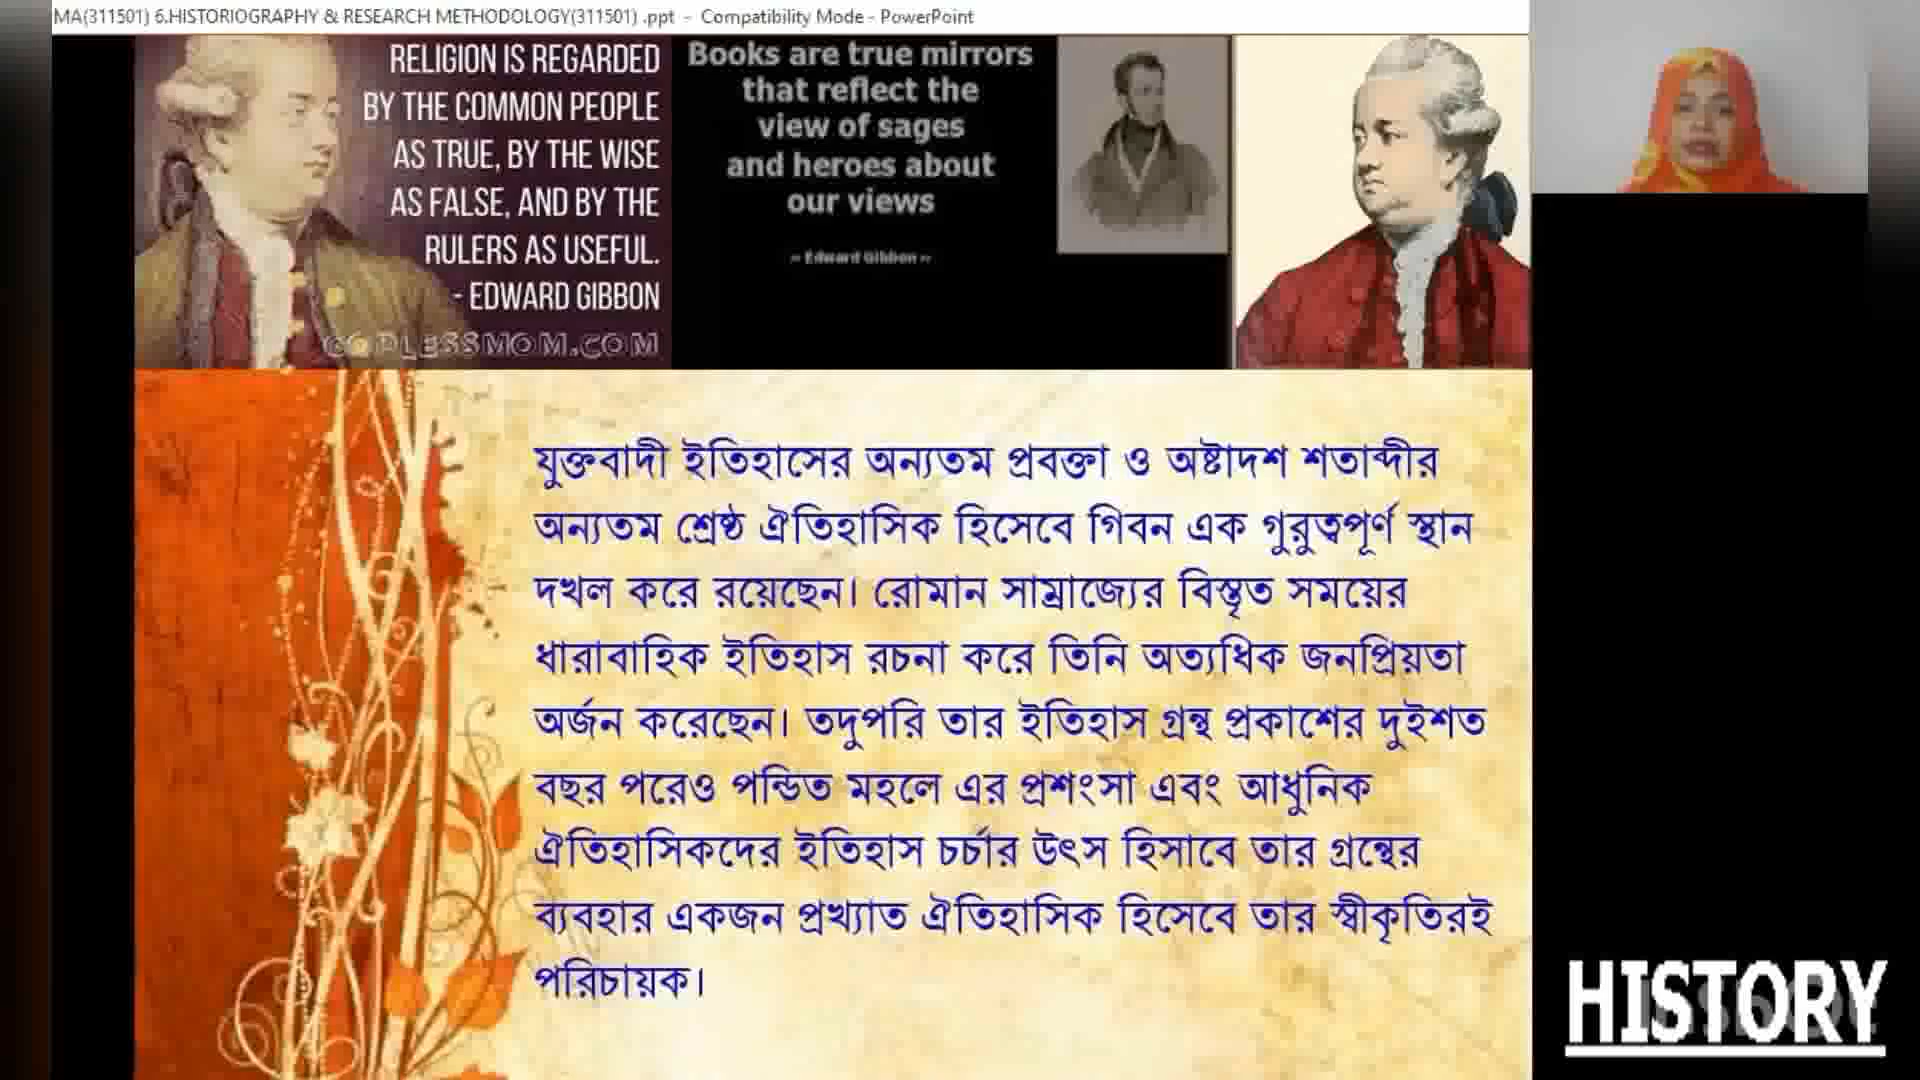 MA(311501) 6.HISTORIOGRAPHY & RESEARCH METHODOLOGY(311501) .ppt - Compatibility Mode - PowerPoint
RELIGION IS REGARDED
BY THE COMMON PEOPLE
AS TRUE, BY THE WISE
AS FALSE, AND BY THE
RULERS AS USEFUL.
- EDWARD GIBBON
Books are true mirrors
that reflect the
view of sages
and heroes about
our views
~ Edward Gibbon ~
যুক্তবাদী ইতিহাসের অন্যতম প্রবক্তা ও অষ্টাদশ শতাব্দীর
অন্যতম শ্রেষ্ঠ ঐতিহাসিক হিসেবে গিবন এক গুরুত্বপূর্ণ স্থান
দখল করে রয়েছেন। রোমান সাম্রাজ্যের বিস্তৃত সময়ের
ধারাবাহিক ইতিহাস রচনা করে তিনি অত্যধিক জনপ্রিয়তা
অর্জন করেছেন। তদুপরি তার ইতিহাস গ্রন্থ প্রকাশের দুইশত
বছর পরেও পন্ডিত মহলে এর প্রশংসা এবং আধুনিক
ঐতিহাসিকদের ইতিহাস চর্চার উৎস হিসাবে তার গ্রন্থের
ব্যবহার একজন প্রখ্যাত ঐতিহাসিক হিসেবে তার স্বীকৃতিরই
পরিচায়ক।
HISTORY